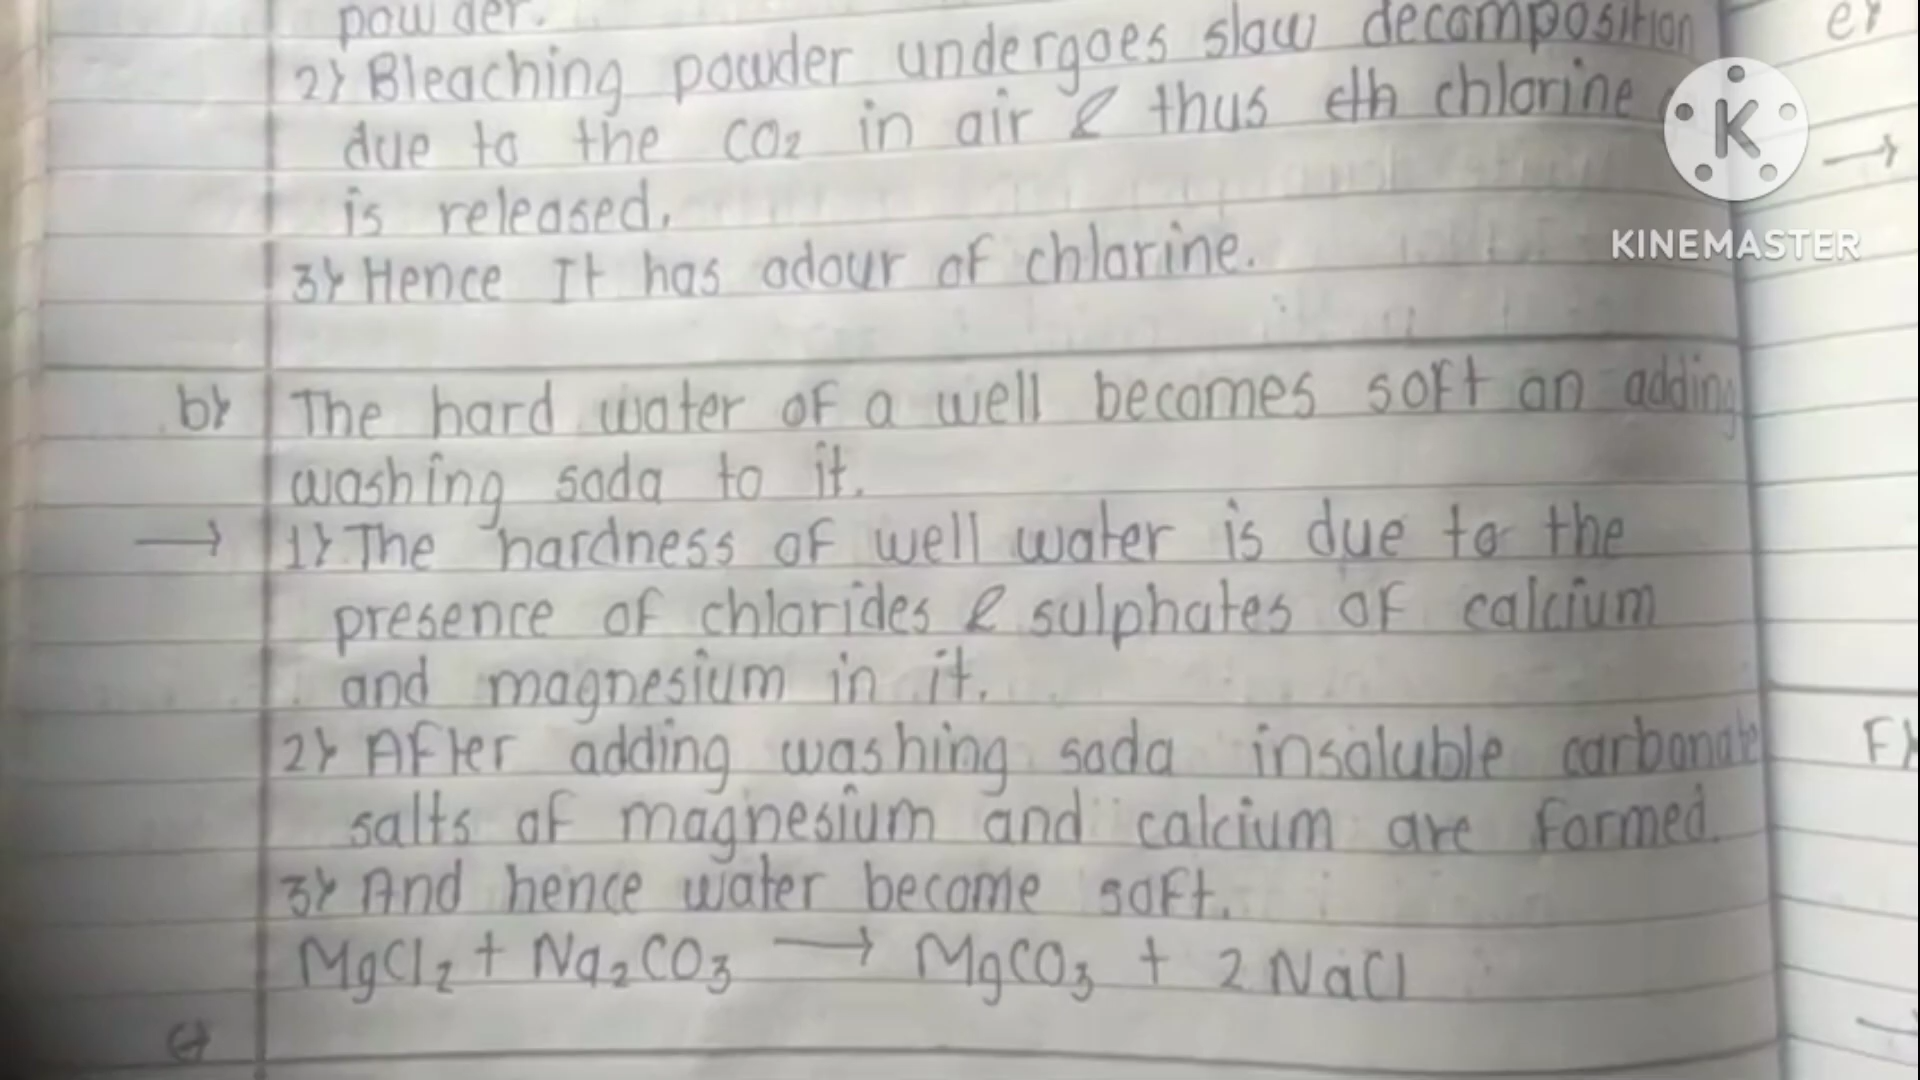 powder.
2} Bleaching powder undergoes slow decomposition
due to the CO2 in air & thus chlorine
is released.
3} Hence It has odour of chlorine.
b} The hard water of a well becomes soft on adding
washing soda to it.
→ 1} The hardness of well water is due to the
presence of chlorides & sulphates of calcium
and magnesium in it.
2} After adding washing soda insoluble carbonate
salts of magnesium and calcium are formed.
3} And hence water become soft.
MgCl2 + Na2CO3 → MgCO3 + 2 NaCl
e}
→
F}
K
KINEMASTER